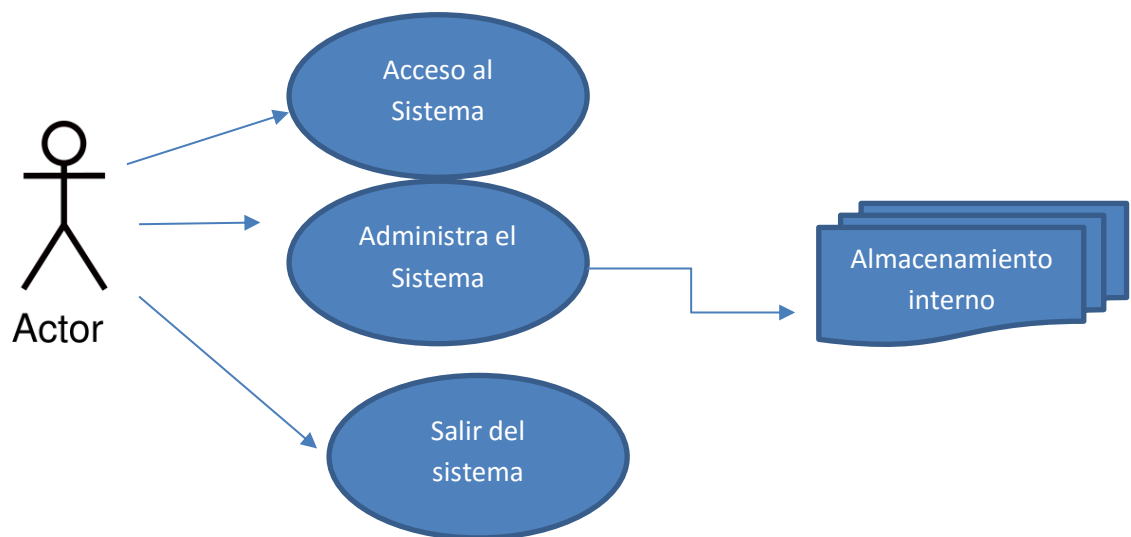 Acceso al
Sistema
Administra el
Sistema
Almacenamiento
interno
Actor
Salir del
sistema